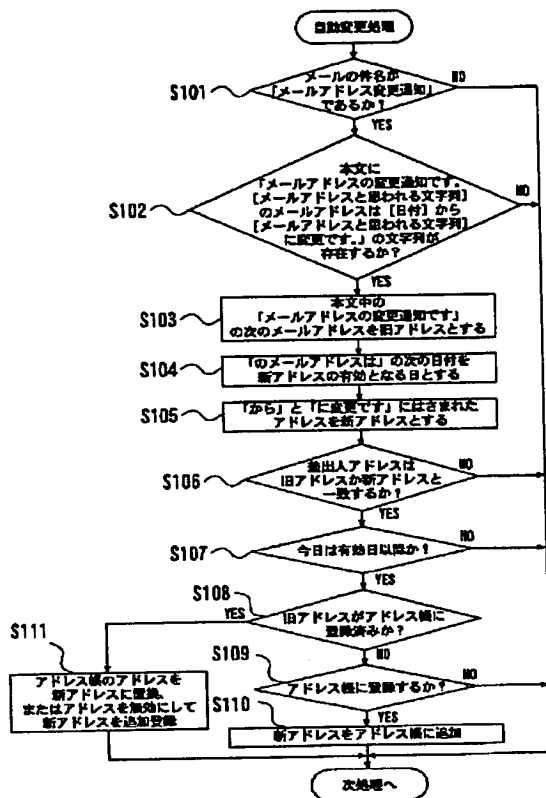 自動変更処理
S101
メールの件名が
「メールアドレス変更通知」
であるか?
NO
YES
S102
本文に
「メールアドレスの変更通知です。
[メールアドレスと思われる文字列]
のメールアドレスは [日付] から
[メールアドレスと思われる文字列]
に変更です。」の文字列が
存在するか?
NO
YES
S103
本文中の
「メールアドレスの変更通知です」
の次のメールアドレスを旧アドレスとする
S104
「のメールアドレスは」の次の日付を
新アドレスの有効となる日とする
S105
「から」と「に変更です」にはさまれた
アドレスを新アドレスとする
S106
差出人アドレスは
旧アドレスか新アドレスと
一致するか?
NO
YES
S107
今日は有効日以降か?
NO
YES
S108
旧アドレスがアドレス帳に
登録済みか?
YES
NO
S111
アドレス帳のアドレスを
新アドレスに置換、
またはアドレスを無効にして
新アドレスを追加登録
S109
アドレス帳に登録するか?
NO
YES
S110
新アドレスをアドレス帳に追加
次処理へ